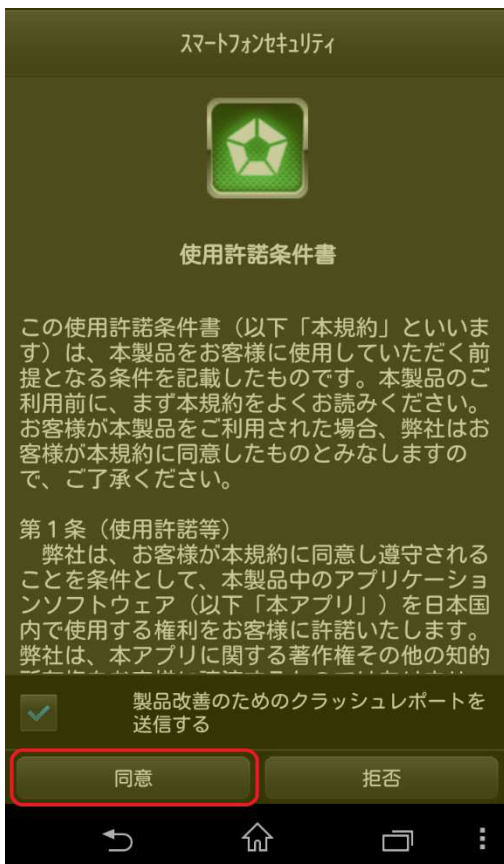 スマートフォンセキュリティ
使用許諾条件書
この使用許諾条件書（以下「本規約」といいま
す）は、本製品をお客様に使用していただく前
提となる条件を記載したものです。本製品のご
利用前に、まず本規約をよくお読みください。
お客様が本製品をご利用された場合、弊社はお
客様が本規約に同意したものとみなしますの
で、ご了承ください。
第１条（使用許諾等）
弊社は、お客様が本規約に同意し遵守される
ことを条件として、本製品中のアプリケーショ
ンソフトウェア（以下「本アプリ」）を日本国
内で使用する権利をお客様に許諾いたします。
弊社は、本アプリに関する著作権その他の知的
製品改善のためのクラッシュレポートを
送信する
同意
拒否